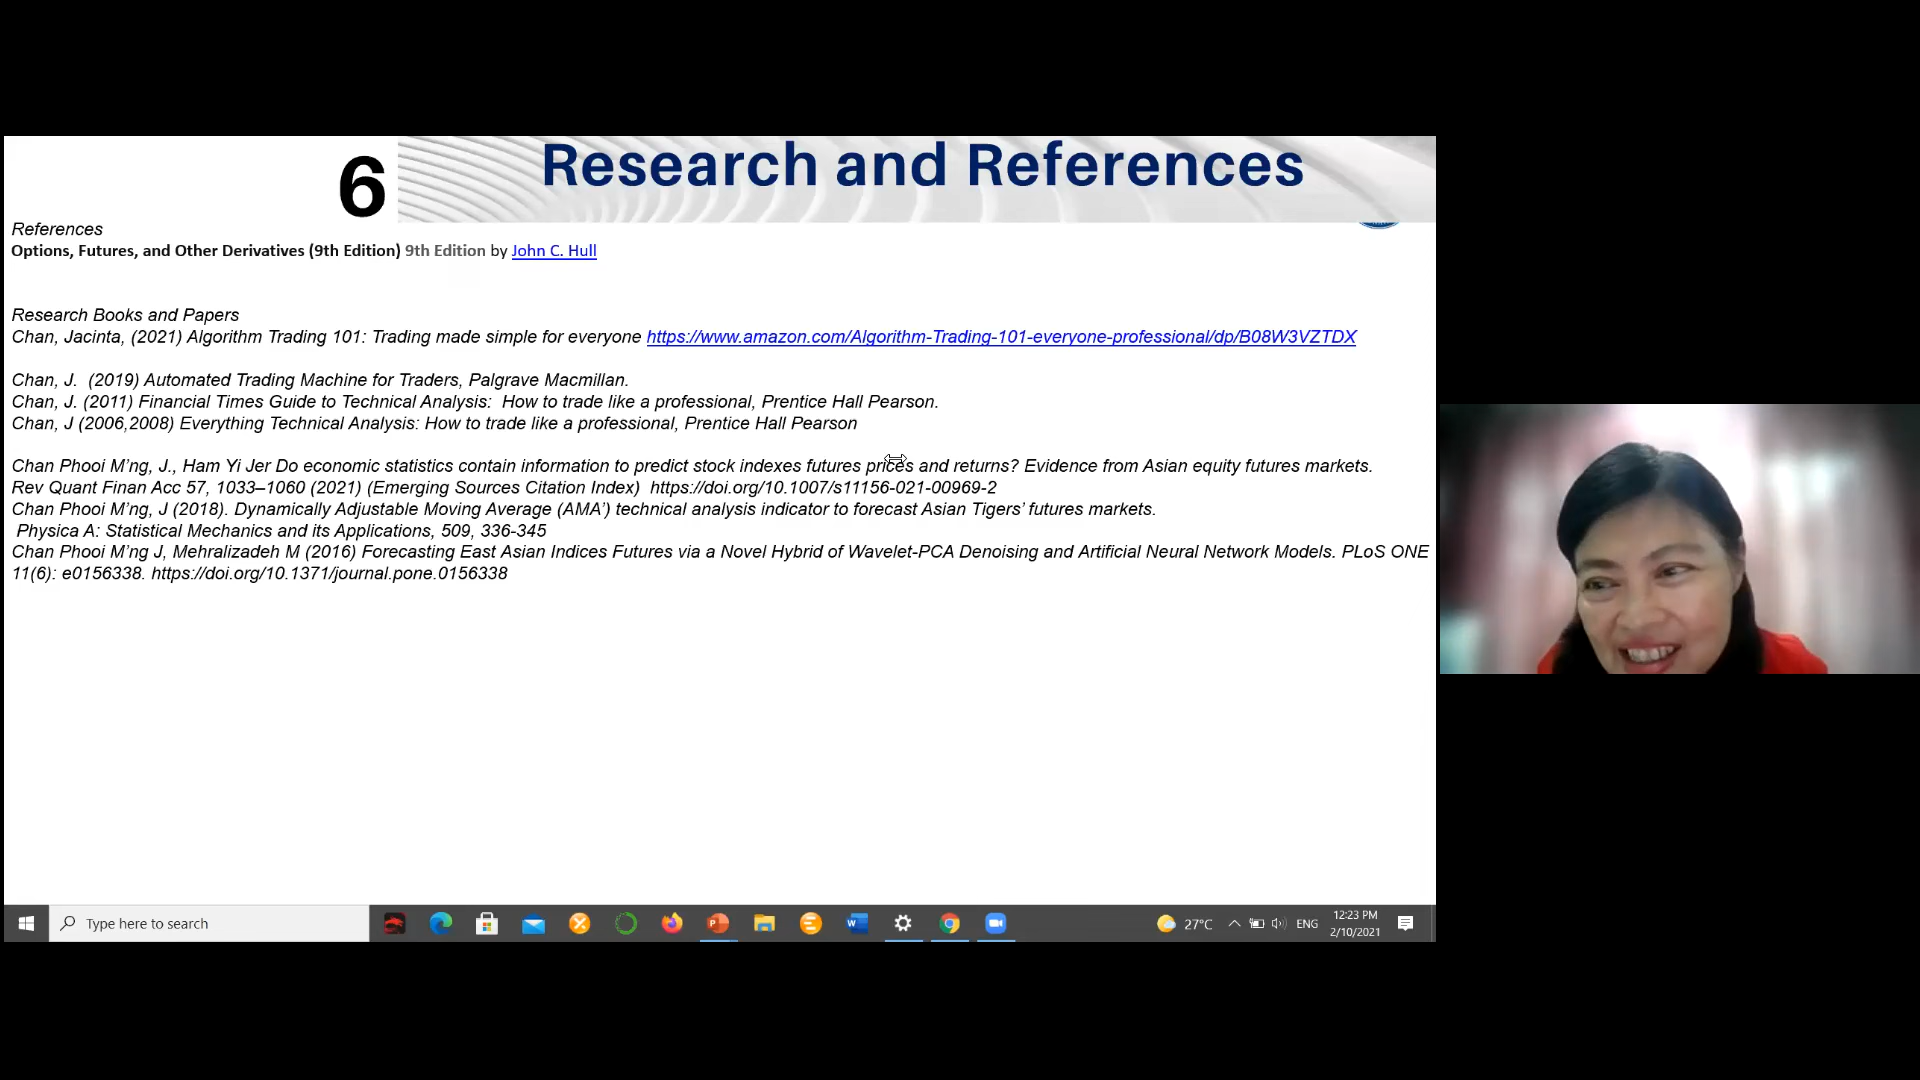 6
Research and References
References
Options, Futures, and Other Derivatives (9th Edition) 9th Edition by John C. Hull
Research Books and Papers
Chan, Jacinta, (2021) Algorithm Trading 101: Trading made simple for everyone https://www.amazon.com/Algorithm-Trading-101-everyone-professional/dp/B08W3VZTDX
Chan, J.  (2019) Automated Trading Machine for Traders, Palgrave Macmillan.
Chan, J. (2011) Financial Times Guide to Technical Analysis:  How to trade like a professional, Prentice Hall Pearson.
Chan, J (2006,2008) Everything Technical Analysis: How to trade like a professional, Prentice Hall Pearson
Chan Phooi M’ng, J., Ham Yi Jer Do economic statistics contain information to predict stock indexes futures prices and returns? Evidence from Asian equity futures markets.
Rev Quant Finan Acc 57, 1033–1060 (2021) (Emerging Sources Citation Index)  https://doi.org/10.1007/s11156-021-00969-2
Chan Phooi M’ng, J (2018). Dynamically Adjustable Moving Average (AMA’) technical analysis indicator to forecast Asian Tigers’ futures markets.
Physica A: Statistical Mechanics and its Applications, 509, 336-345
Chan Phooi M’ng J, Mehralizadeh M (2016) Forecasting East Asian Indices Futures via a Novel Hybrid of Wavelet-PCA Denoising and Artificial Neural Network Models. PLoS ONE
11(6): e0156338. https://doi.org/10.1371/journal.pone.0156338
Type here to search
27°C
ENG
12:23 PM
2/10/2021